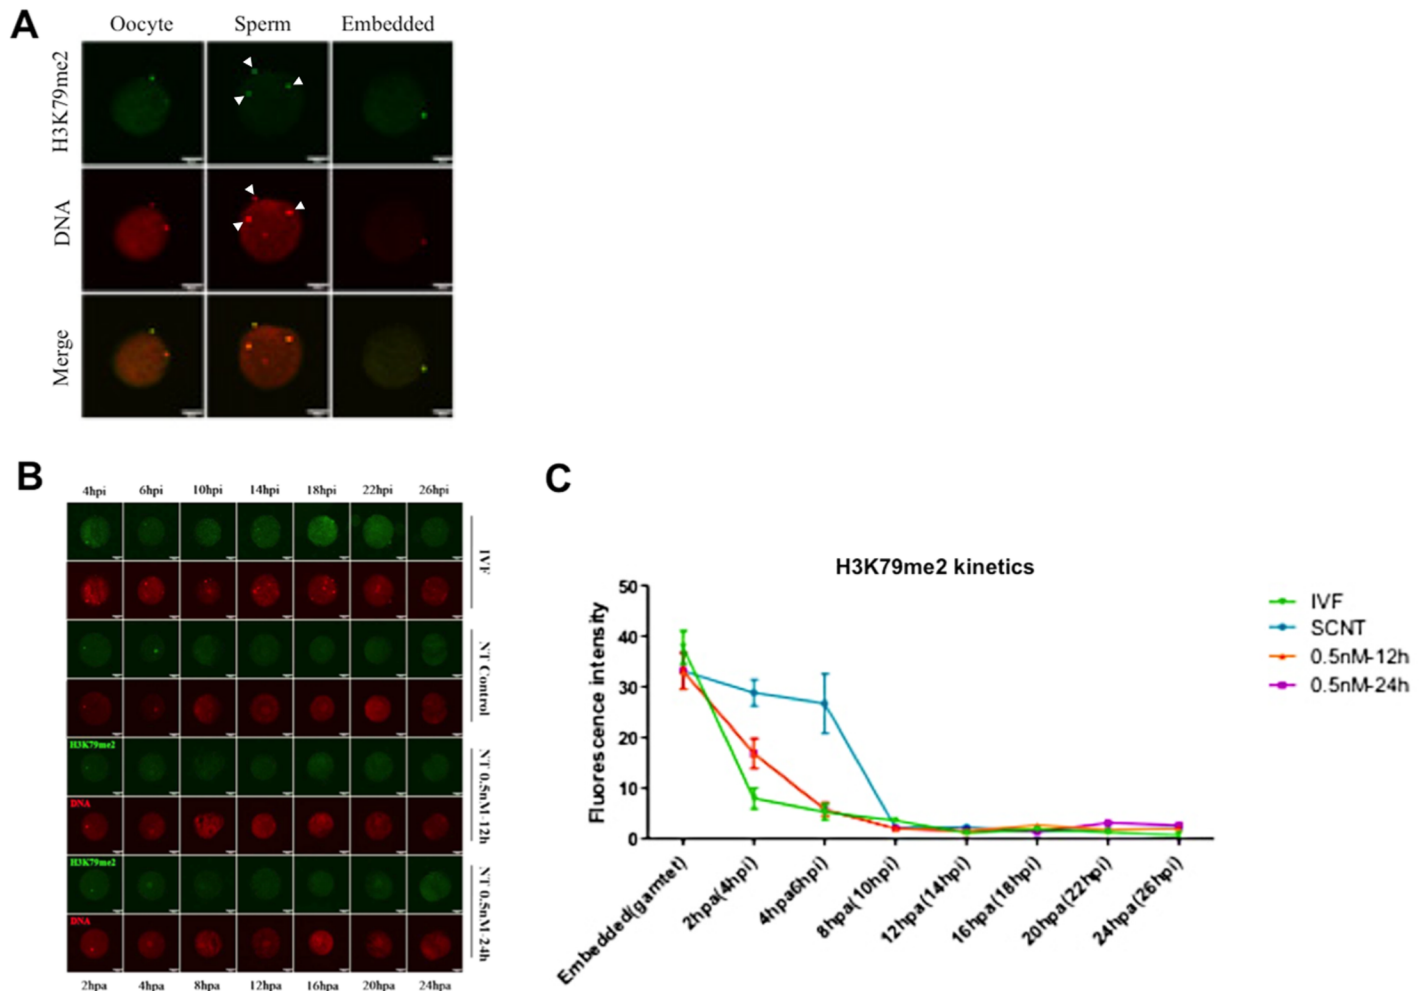 A
Oocyte Sperm Embedded
H3K79me2
DNA
Merge
B
4hpi 6hpi 10hpi 14hpi 18hpi 22hpi 26hpi
IVF
NT Control
H3K79me2
DNA
NT 0.5nM-12h
H3K79me2
DNA
NT 0.5nM-24h
2hpa 4hpa 8hpa 12hpa 16hpa 20hpa 24hpa
C
H3K79me2 kinetics
Fluorescence intensity
50
40
30
20
10
0
Embedded(gamtet)
2hpa(4hpi)
4hpa6hpi)
8hpa(10hpi)
12hpa(14hpi)
16hpa(18hpi)
20hpa(22hpi)
24hpa(26hpi)
IVF
SCNT
0.5nM-12h
0.5nM-24h